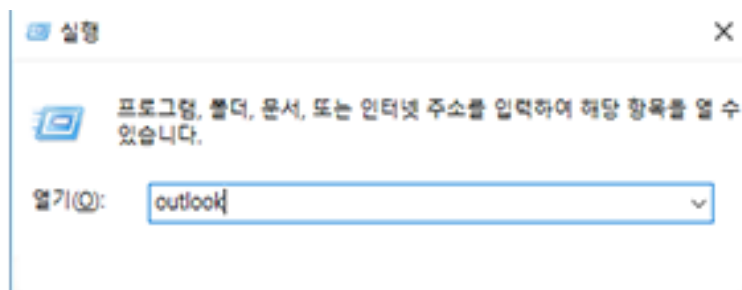 실행
프로그램, 폴더, 문서, 또는 인터넷 주소를 입력하여 해당 항목을 열 수
있습니다.
열기(O): outlook